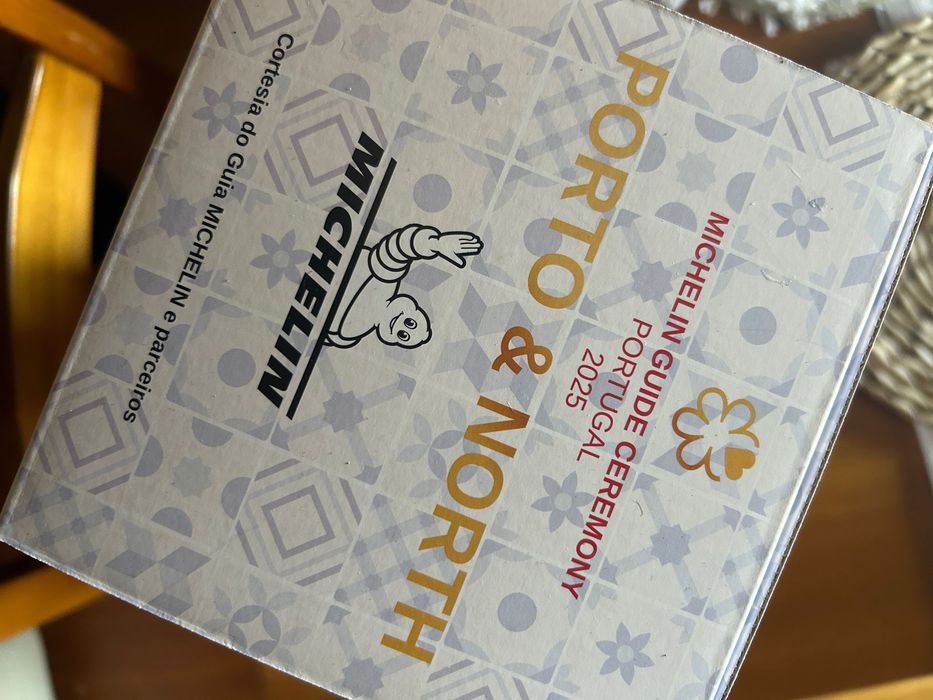 MICHELIN GUIDE CEREMONY
PORTUGAL
2025
PORTO & NORTH
MICHELIN
Cortesia do Guia MICHELIN e parceiros